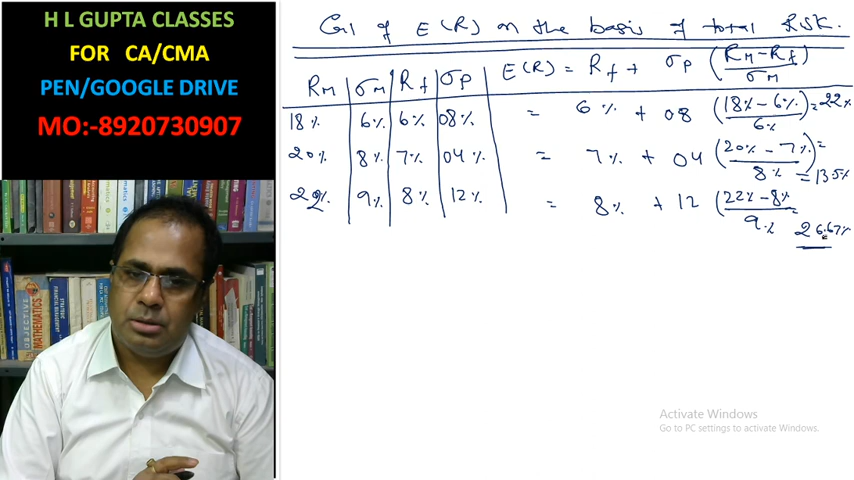 H L GUPTA CLASSES
FOR CA/CMA
PEN/GOOGLE DRIVE
MO:-8920730907
Cal of E(R) on the basis of total RISK.
RM σM Rf σP E(R) = Rf + σP (RM-Rf/σM)
18% 6% 6% 08% = 6% + 08 (18%-6%/6%) = 22%
20% 8% 7% 04% = 7% + 04 (20%-7%/8%) = = 13.5%
22% 9% 8% 12% = 8% + 12 (22%-8%/9%) = 26.67%
OBJECTIVE
MATHEMATICS
STRATEGIC
Activate Windows
Go to PC settings to activate Windows.